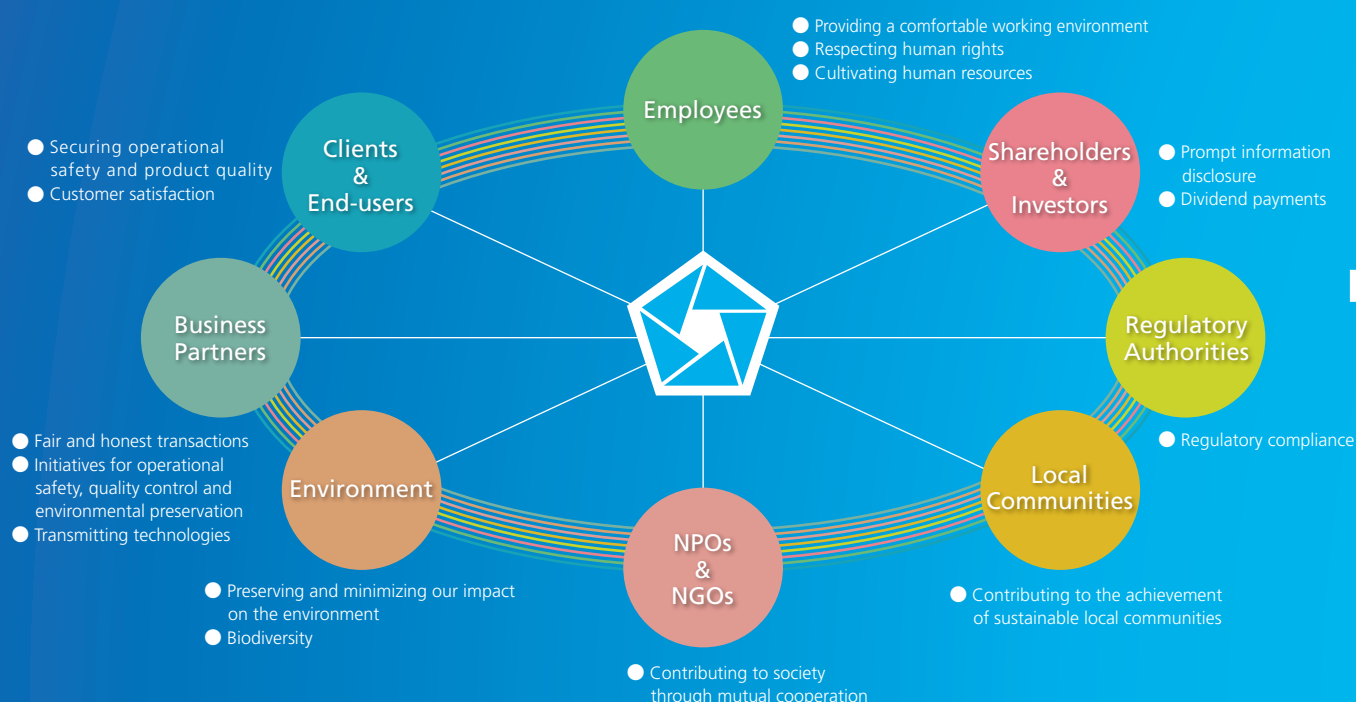 Employees
● Providing a comfortable working environment
● Respecting human rights
● Cultivating human resources
Shareholders
&
Investors
● Prompt information
disclosure
● Dividend payments
Regulatory
Authorities
● Regulatory compliance
Local
Communities
● Contributing to the achievement
of sustainable local communities
NPOs
&
NGOs
● Contributing to society
through mutual cooperation
Environment
● Preserving and minimizing our impact
on the environment
● Biodiversity
Business
Partners
● Fair and honest transactions
● Initiatives for operational
safety, quality control and
environmental preservation
● Transmitting technologies
Clients
&
End-users
● Securing operational
safety and product quality
● Customer satisfaction